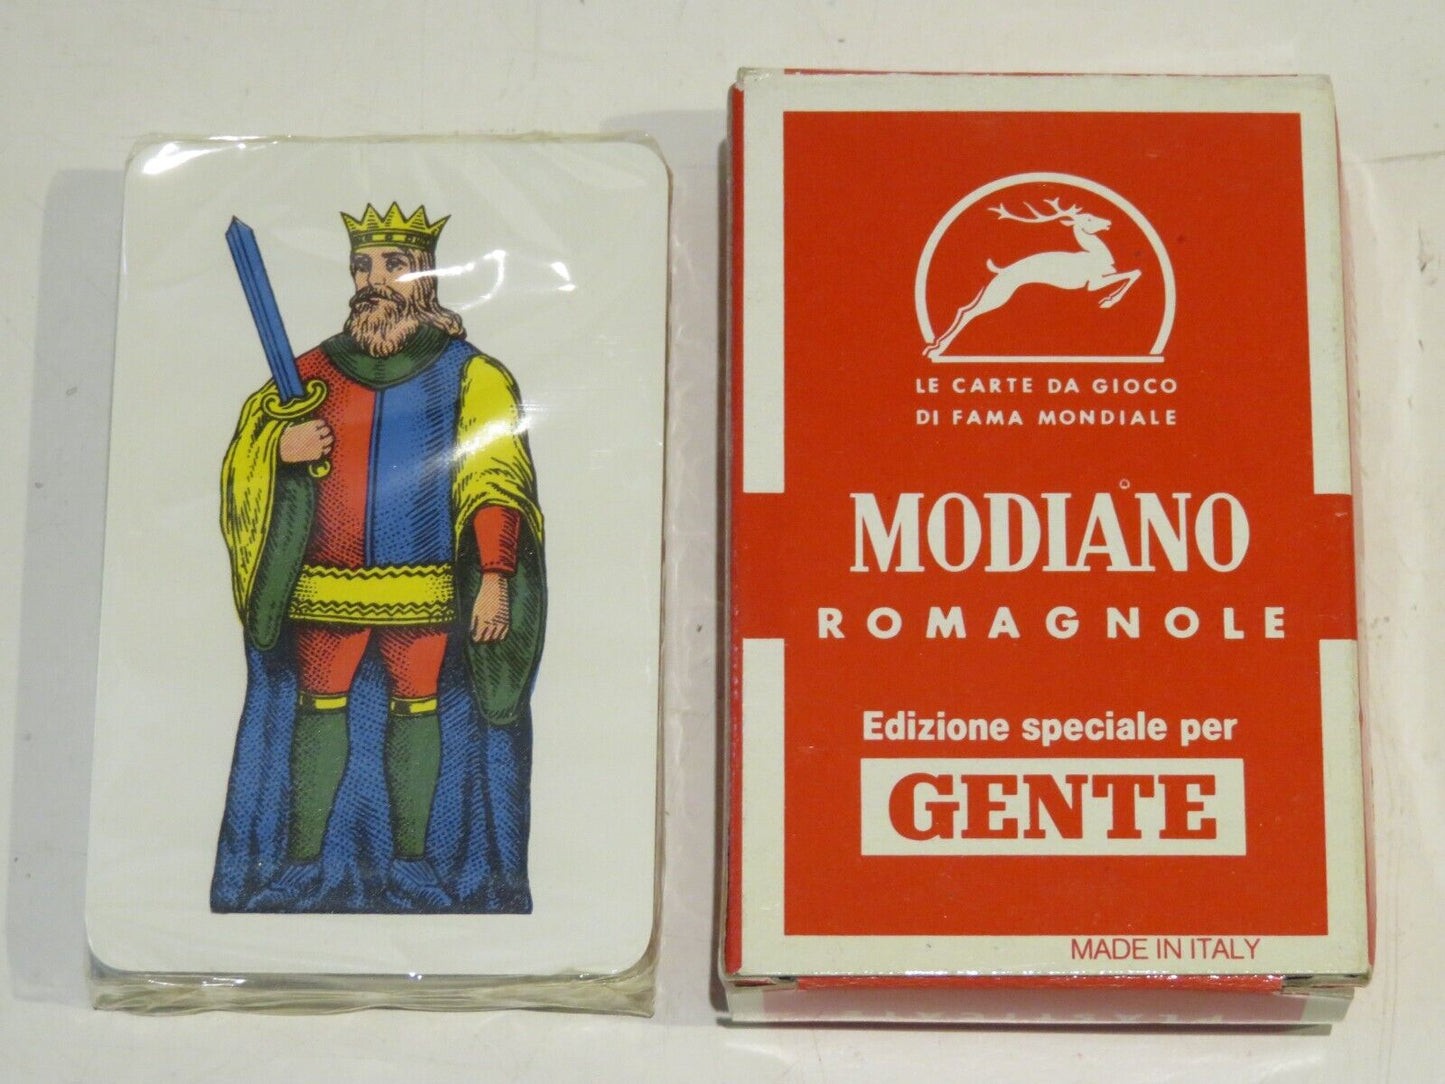 LE CARTE DA GIOCO
DI FAMA MONDIALE
MODIANO
ROMAGNOLE
Edizione speciale per
GENTE
MADE IN ITALY